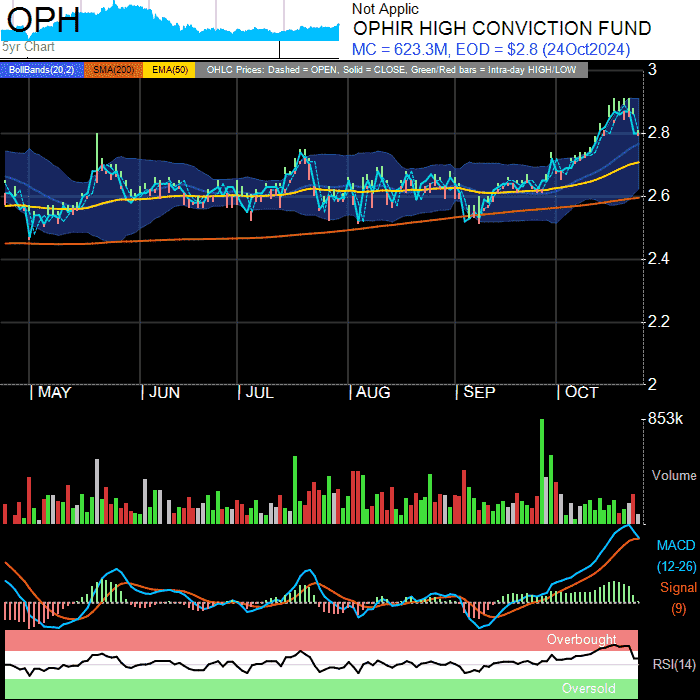 OPH
Not Applic
OPHIR HIGH CONVICTION FUND
5yr Chart
MC = 623.3M, EOD = $2.8 (24Oct2024)
BollBands(20,2) SMA(200) EMA(50) OHLC Prices: Dashed = OPEN, Solid = CLOSE, Green/Red bars = Intra-day HIGH/LOW
3
2.8
2.6
2.4
2.2
2
MAY JUN JUL AUG SEP OCT
853k
Volume
MACD
(12-26)
Signal
(9)
Overbought
RSI(14)
Oversold